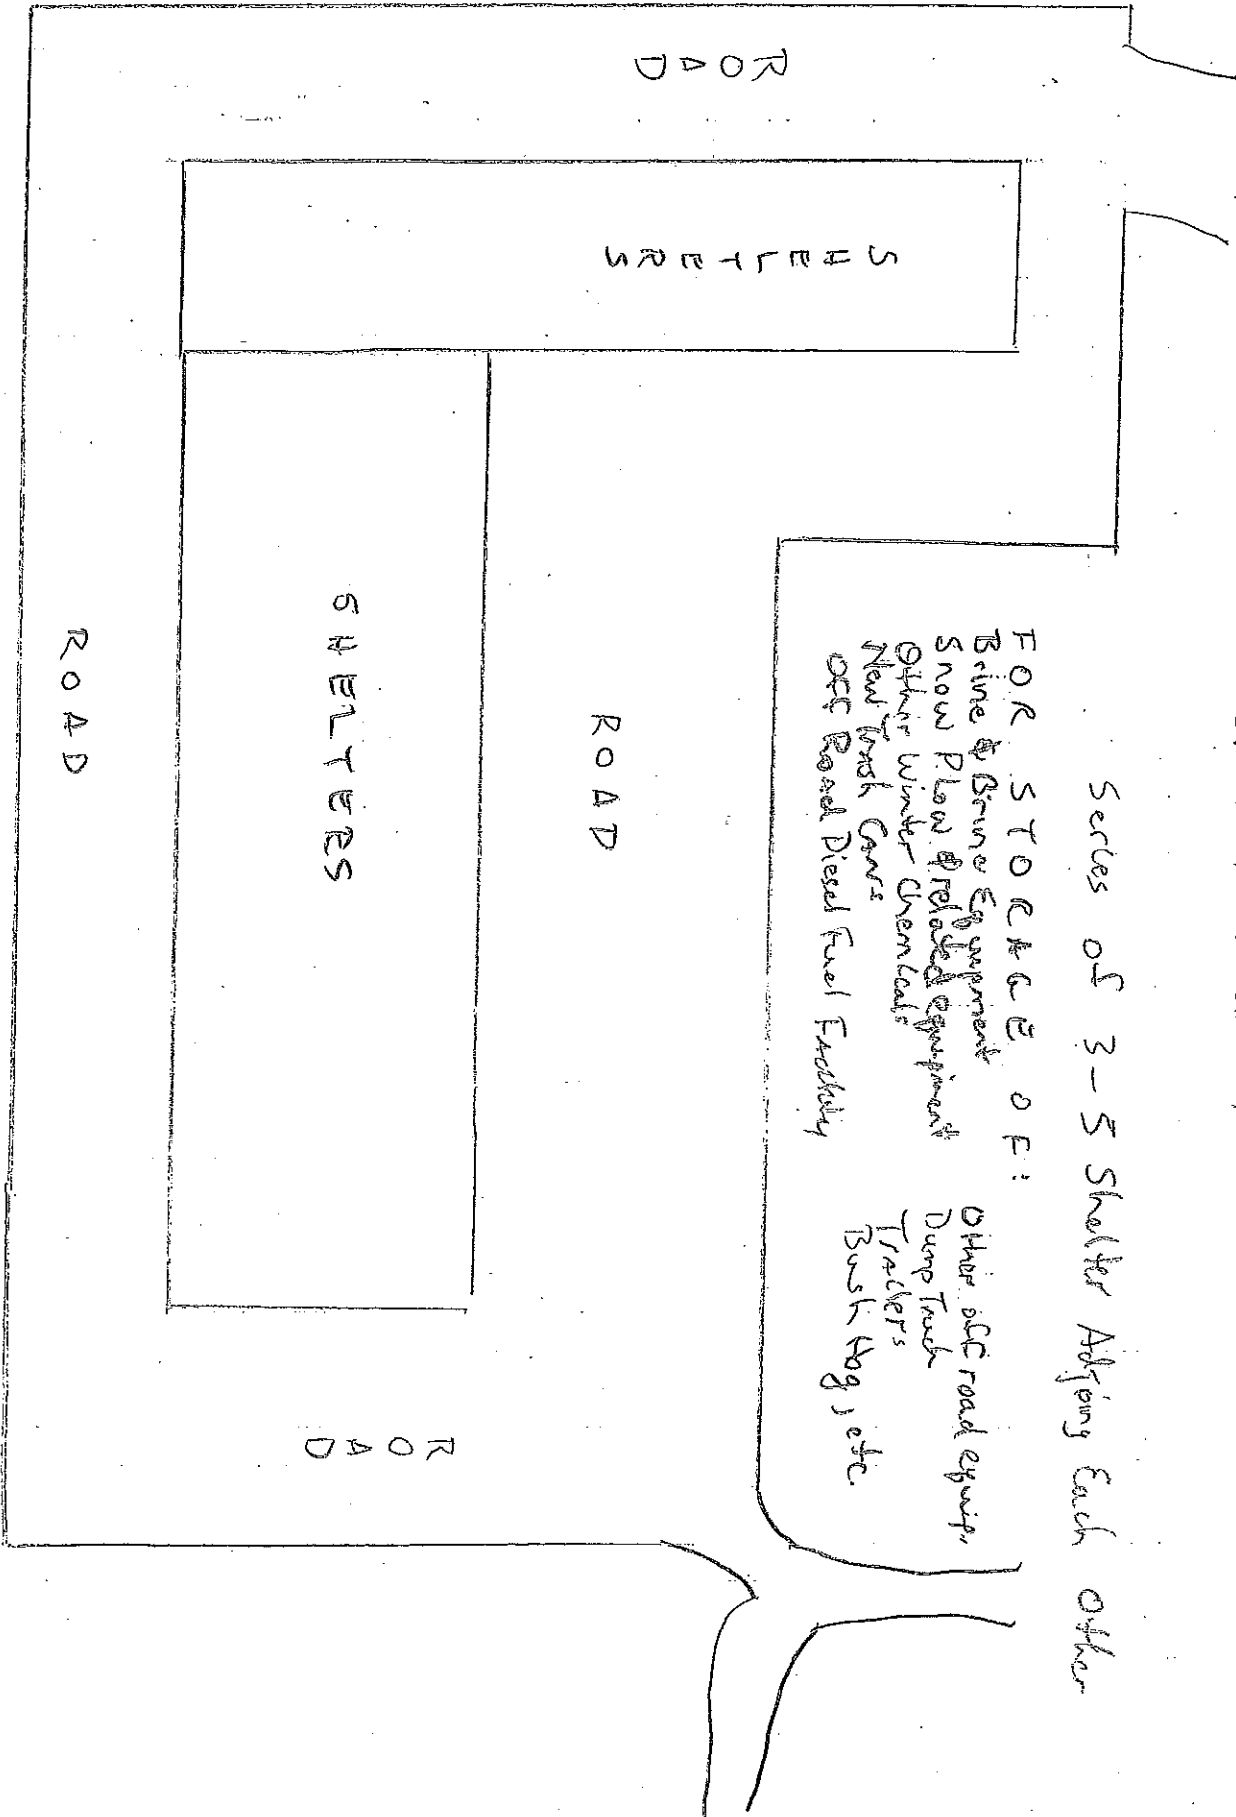 Series of 3-5 Shelter Adjoing Each Other
FOR STORAGE OF:
Brine & Brine Equipment
Snow Plow & related equipment
Other Winter Chemicals
New Trash Cans
Off Road Diesel Fuel Facility
Other off road equip.
Dump Truck
Trailers
Bush Hog, etc.
ROAD
SHELTERS
ROAD
SHELTERS
ROAD
ROAD